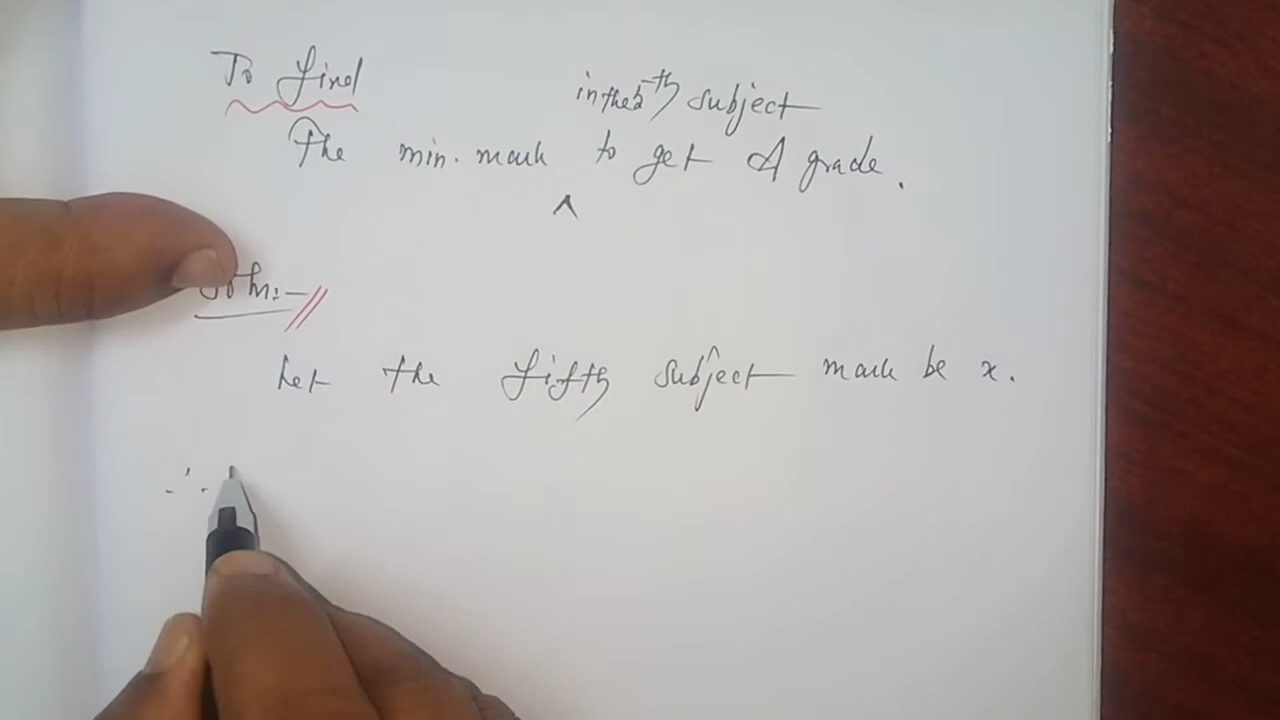 To find
in the 5th subject
The min. mark ^ to get A grade.
Soln:-//
Let the fifth subject mark be x.
∴